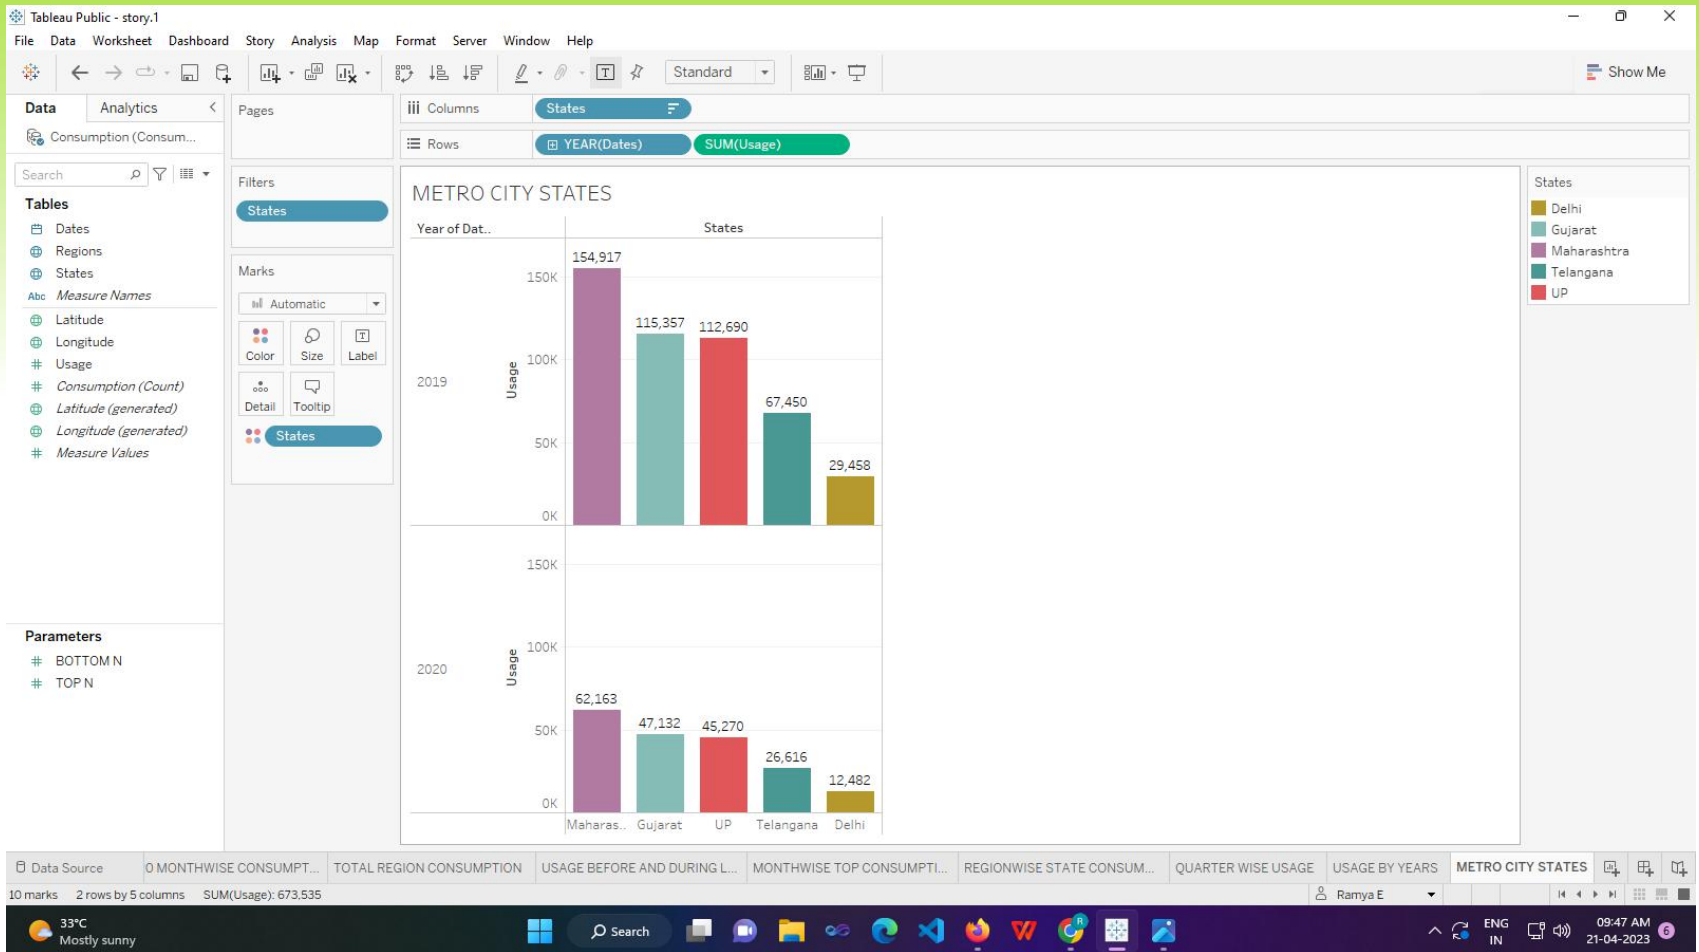 Tableau Public - story.1
File Data Worksheet Dashboard Story Analysis Map Format Server Window Help
Standard
Show Me
Data Analytics
Consumption (Consum...
Search
Tables
Dates
Regions
States
Abc Measure Names
Latitude
Longitude
# Usage
# Consumption (Count)
Latitude (generated)
Longitude (generated)
# Measure Values
Parameters
# BOTTOM N
# TOP N
Pages
Filters
States
Marks
Automatic
Color Size Label
Detail Tooltip
States
Columns States
Rows YEAR(Dates) SUM(Usage)
METRO CITY STATES
Year of Dat..
States
2019
Usage
150K
100K
50K
0K
154,917
115,357
112,690
67,450
29,458
2020
Usage
150K
100K
50K
0K
62,163
47,132
45,270
26,616
12,482
Maharas.. Gujarat UP Telangana Delhi
States
Delhi
Gujarat
Maharashtra
Telangana
UP
Data Source 0 MONTHWISE CONSUMPT... TOTAL REGION CONSUMPTION USAGE BEFORE AND DURING L... MONTHWISE TOP CONSUMPTI... REGIONWISE STATE CONSUM... QUARTER WISE USAGE USAGE BY YEARS METRO CITY STATES
10 marks 2 rows by 5 columns SUM(Usage): 673,535 Ramya E
33°C
Mostly sunny
Search
R
ENG
IN
09:47 AM
21-04-2023
6